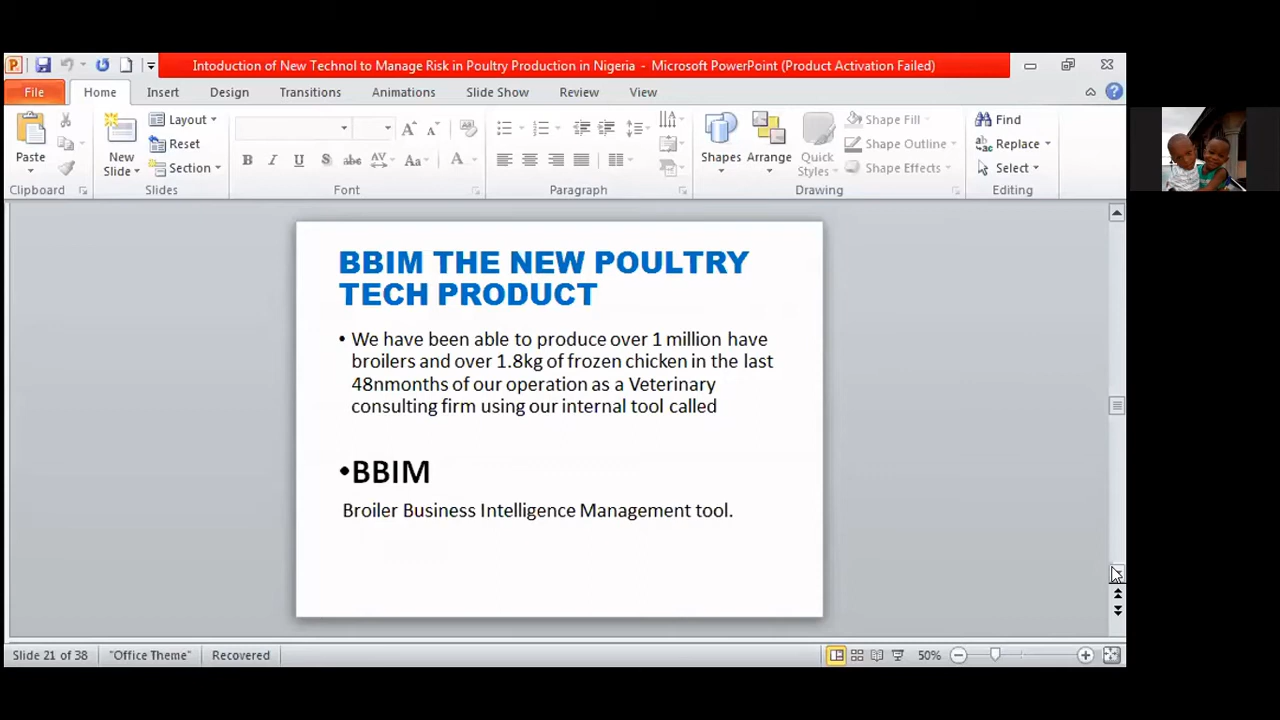 Intoduction of New Technol to Manage Risk in Poultry Production in Nigeria - Microsoft PowerPoint (Product Activation Failed)
File Home Insert Design Transitions Animations Slide Show Review View
Paste
Clipboard
New Slide
Layout
Reset
Section
Slides
B I U S abc AV Aa A
Font
Paragraph
Shapes Arrange Quick Styles
Shape Fill
Shape Outline
Shape Effects
Drawing
Find
Replace
Select
Editing
BBIM THE NEW POULTRY
TECH PRODUCT
• We have been able to produce over 1 million have
broilers and over 1.8kg of frozen chicken in the last
48nmonths of our operation as a Veterinary
consulting firm using our internal tool called
•BBIM
Broiler Business Intelligence Management tool.
Slide 21 of 38 "Office Theme" Recovered 50%